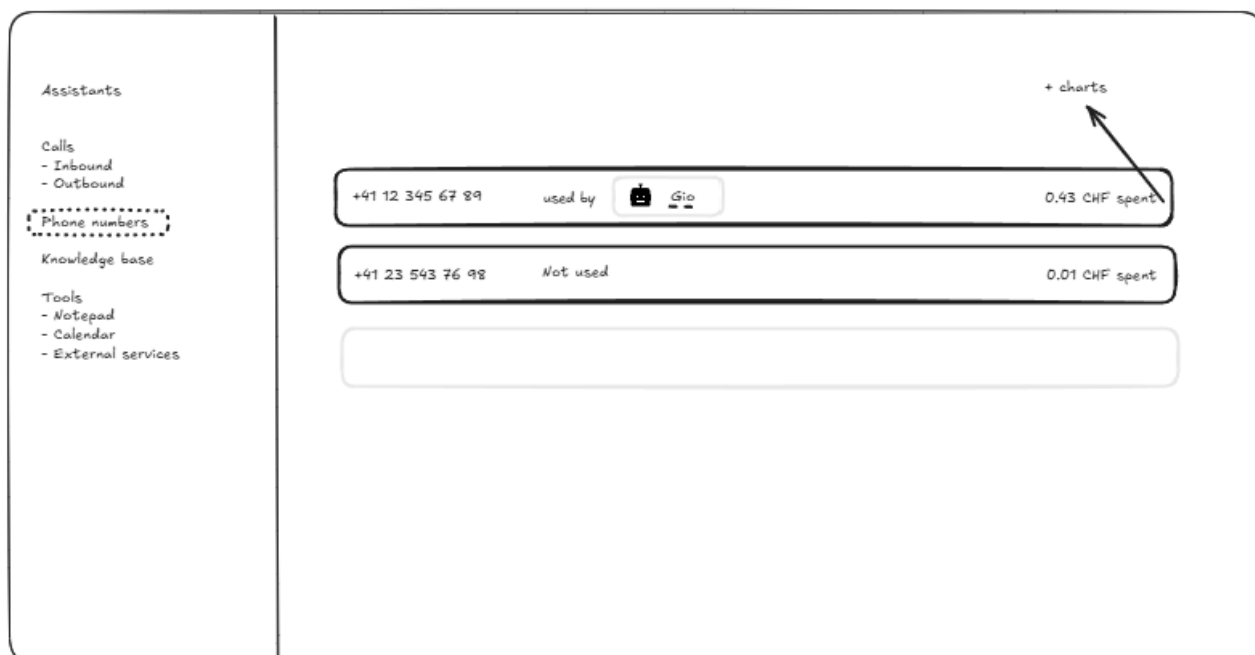 Assistants
Calls
- Inbound
- Outbound
Phone numbers
Knowledge base
Tools
- Notepad
- Calendar
- External services
+ charts
+41 12 345 67 89 used by Gio 0.43 CHF spent
+41 23 543 76 98 Not used 0.01 CHF spent